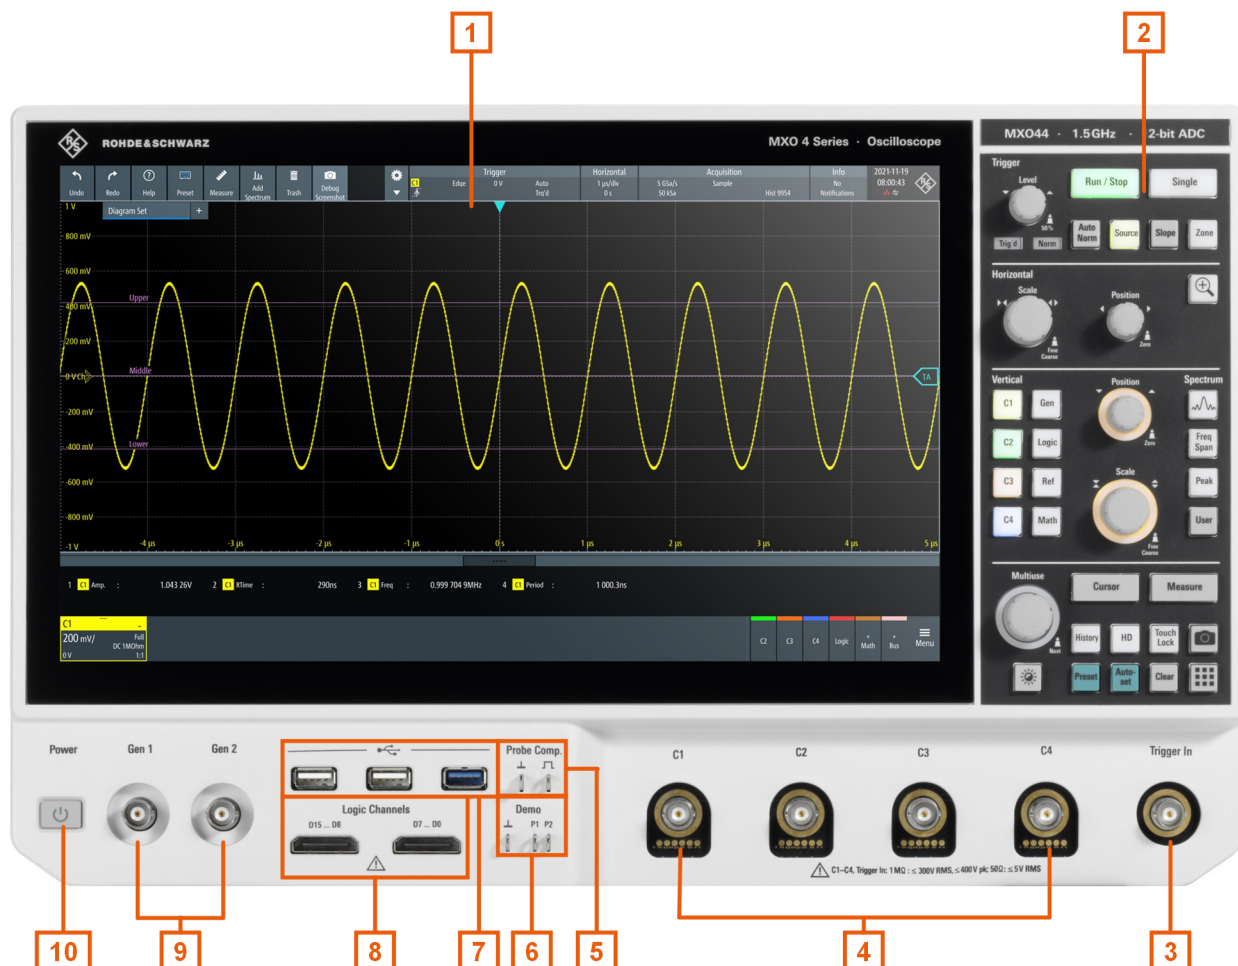 1
2
ROHDE&SCHWARZ
MXO 4 Series · Oscilloscope
MXO44 · 1.5 GHz · 2-bit ADC
Undo
Redo
Help
Preset
Measure
Add Spectrum
Trash
Debug Screenshot
Trigger
C1
Edge
0 V
Auto
Trg'd
Horizontal
1 µs/div
0 s
Acquisition
5 GSa/s
50 kSa
Sample
Hist 9954
Info
No
Notifications
2021-11-19
08:00:43
Diagram Set
+
1 V
800 mV
600 mV
400 mV
200 mV
0 V
-200 mV
-400 mV
-600 mV
-800 mV
-1 V
Upper
Middle
Lower
TA
-4 µs
-3 µs
-2 µs
-1 µs
0 s
1 µs
2 µs
3 µs
4 µs
5 µs
1 C1 Amp. : 1.043 26V
2 C1 RTime : 290ns
3 C1 Freq : 0.999 704 9MHz
4 C1 Period : 1 000.3ns
C1
200 mV/
Full
DC 1MOhm
0 V
1:1
C2
C3
C4
Logic
+
Math
+
Bus
Menu
Trigger
Level
50%
Trig'd
Norm
Run / Stop
Single
Auto
Norm
Source
Slope
Zone
Horizontal
Scale
Fine
Coarse
Position
Zero
Vertical
C1
Gen
C2
Logic
C3
Ref
C4
Math
Position
Zero
Scale
Fine
Coarse
Spectrum
Freq
Span
Peak
User
Multiuse
Next
Cursor
Measure
History
HD
Touch
Lock
Preset
Auto-
set
Clear
Power
Gen 1
Gen 2
Probe Comp.
Logic Channels
D15 ... D8
D7 ... D0
Demo
P1 P2
C1
C2
C3
C4
Trigger In
C1–C4, Trigger In: 1 MΩ : ≤ 300V RMS, ≤ 400 V pk; 50Ω: ≤ 5V RMS
10
9
8
7
6
5
4
3